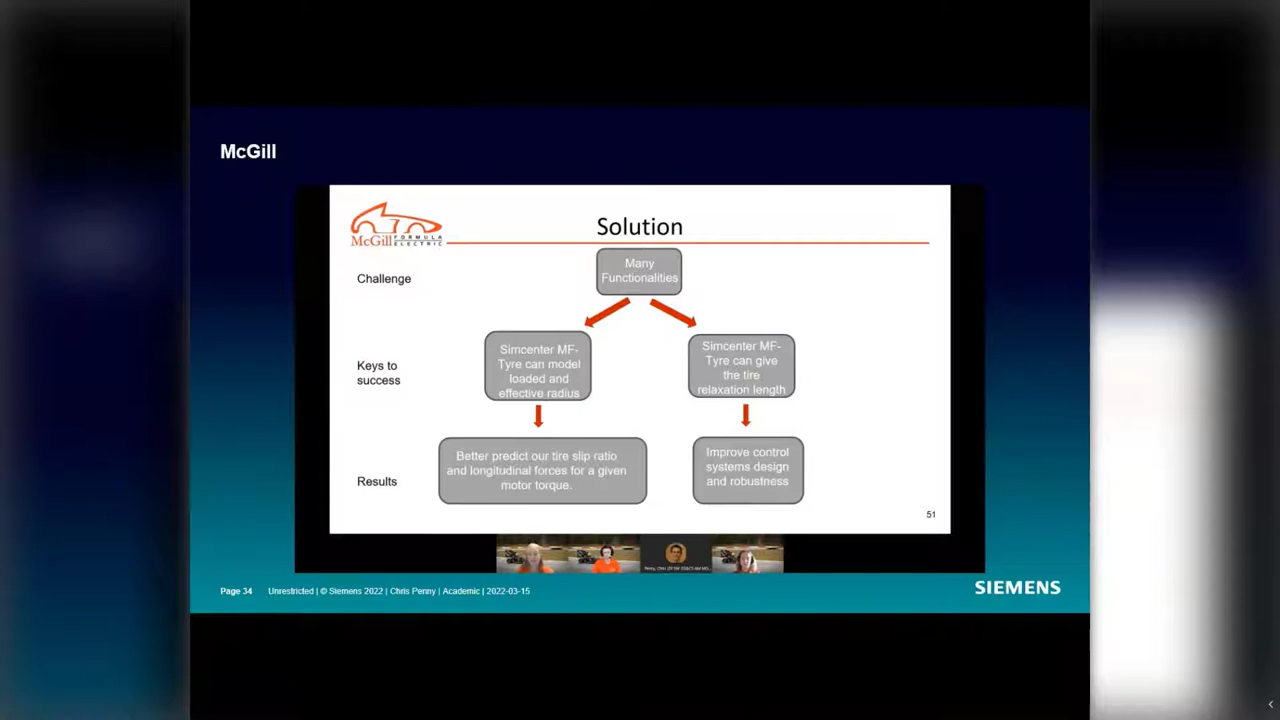 McGill
McGill FORMULA
ELECTRIC
Solution
Challenge
Many
Functionalities
Keys to
success
Simcenter MF-
Tyre can model
loaded and
effective radius
Simcenter MF-
Tyre can give
the tire
relaxation length
Results
Better predict our tire slip ratio
and longitudinal forces for a given
motor torque.
Improve control
systems design
and robustness
51
Page 34 Unrestricted | © Siemens 2022 | Chris Penny | Academic | 2022-03-15
SIEMENS